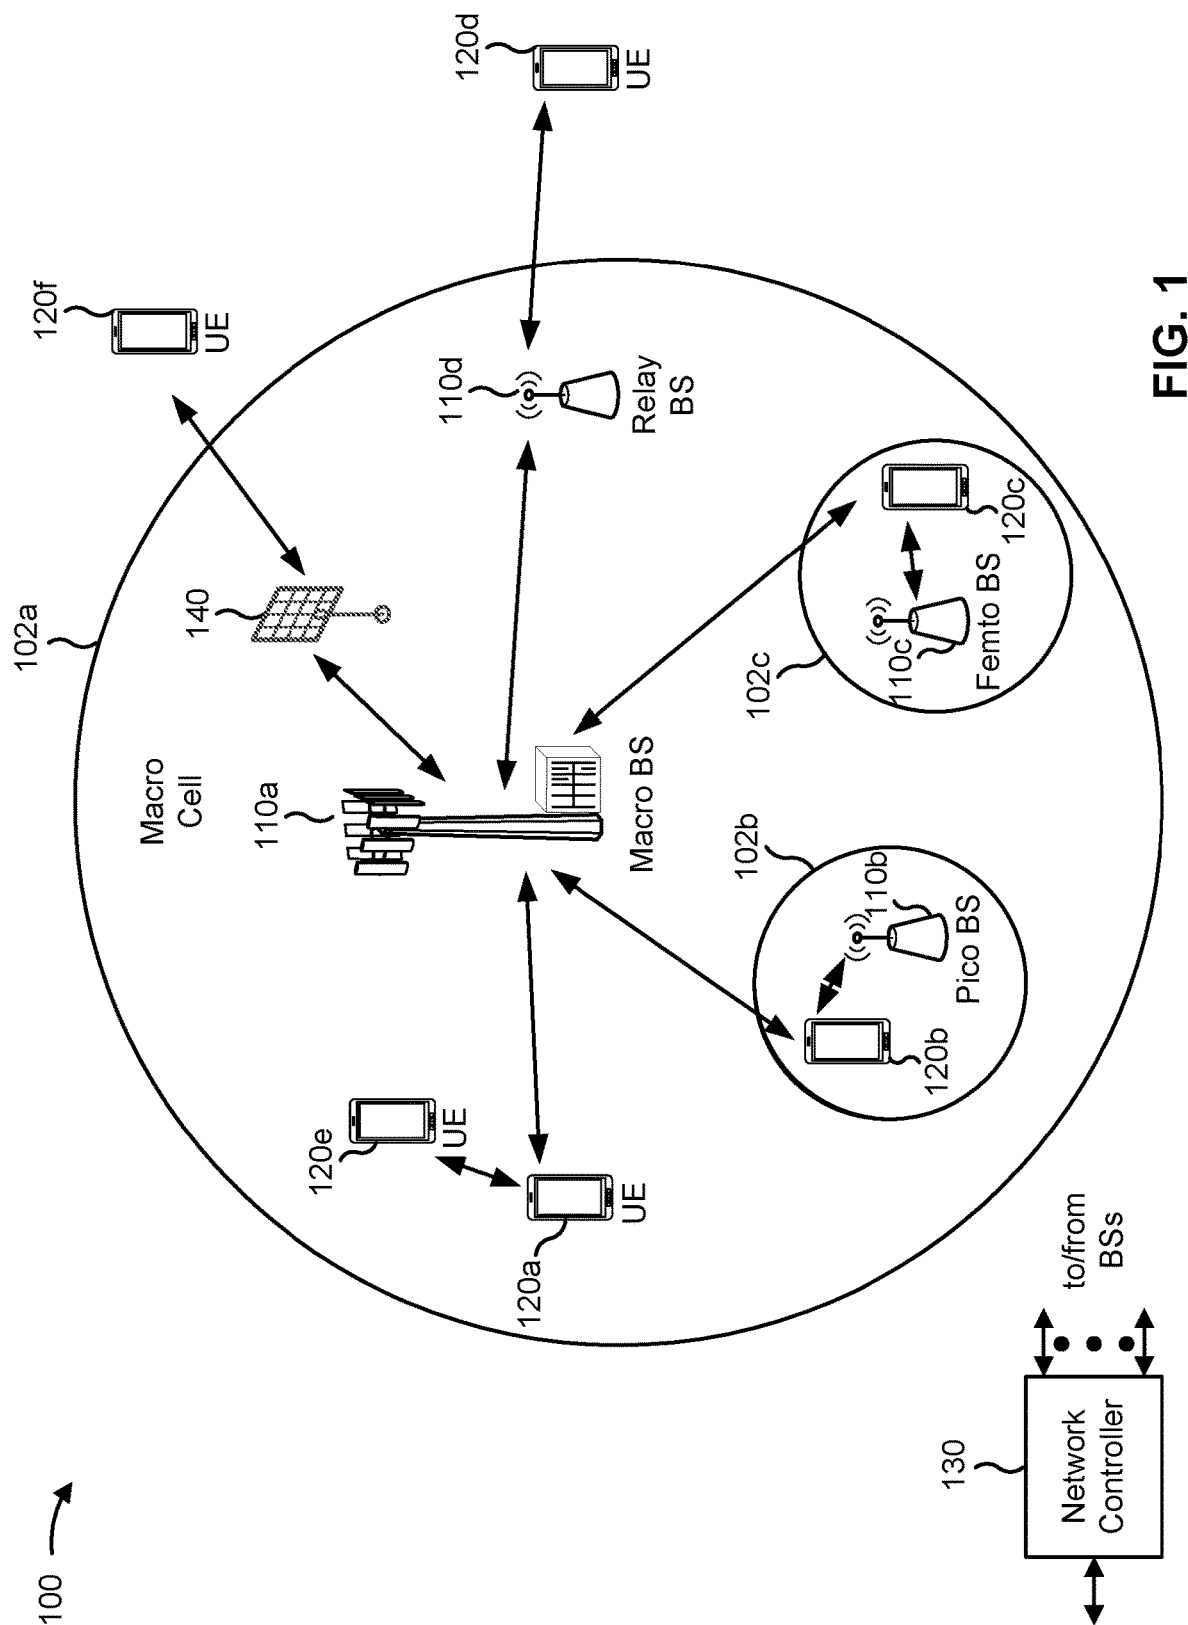 100
102a
Macro
Cell
120f
UE
140
110a
120d
UE
110d
Relay
BS
120e
UE
120a
UE
Macro BS
102b
110b
Pico BS
120b
102c
110c
Femto BS
120c
130
Network
Controller
to/from
BSs
FIG. 1